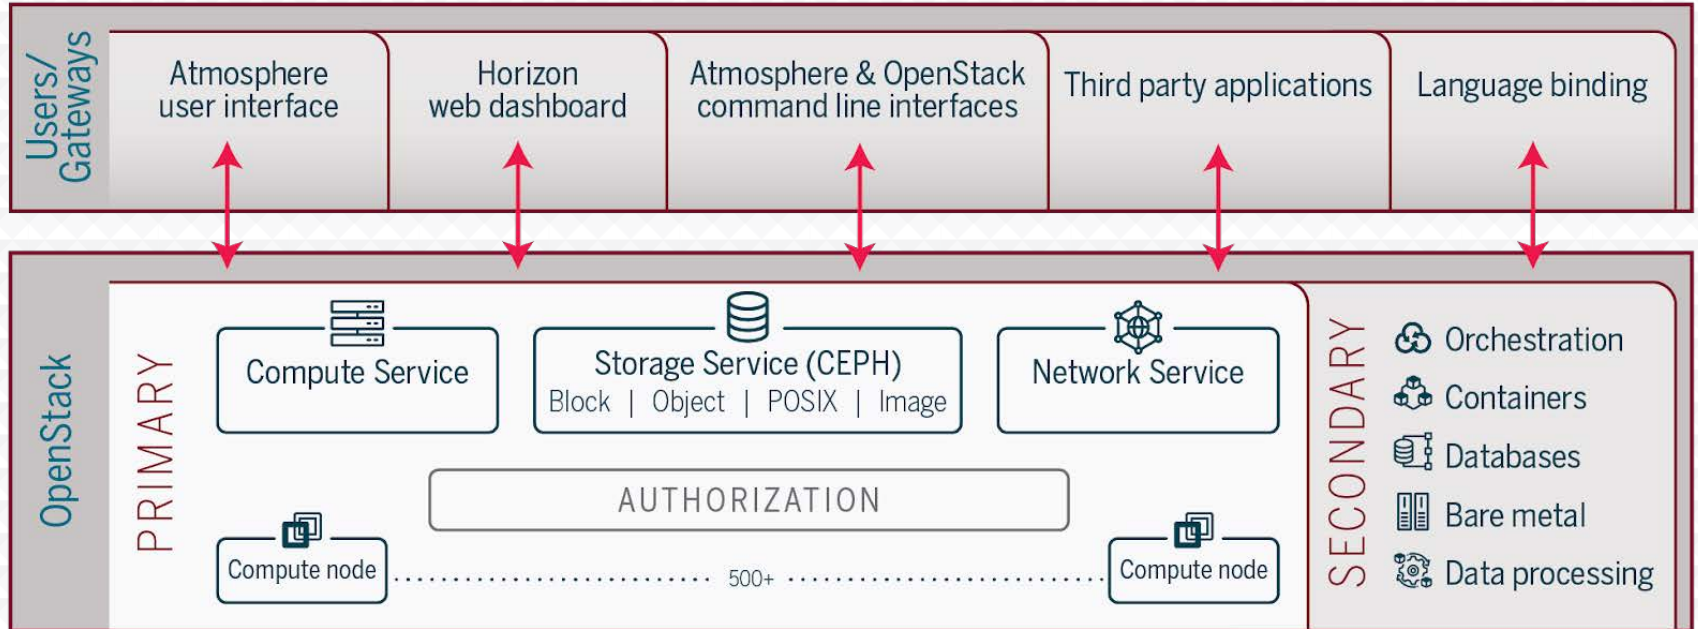 Users/
Gateways
Atmosphere
user interface
Horizon
web dashboard
Atmosphere & OpenStack
command line interfaces
Third party applications
Language binding
OpenStack
PRIMARY
Compute Service
Storage Service (CEPH)
Block | Object | POSIX | Image
Network Service
AUTHORIZATION
Compute node
500+
Compute node
SECONDARY
Orchestration
Containers
Databases
Bare metal
Data processing